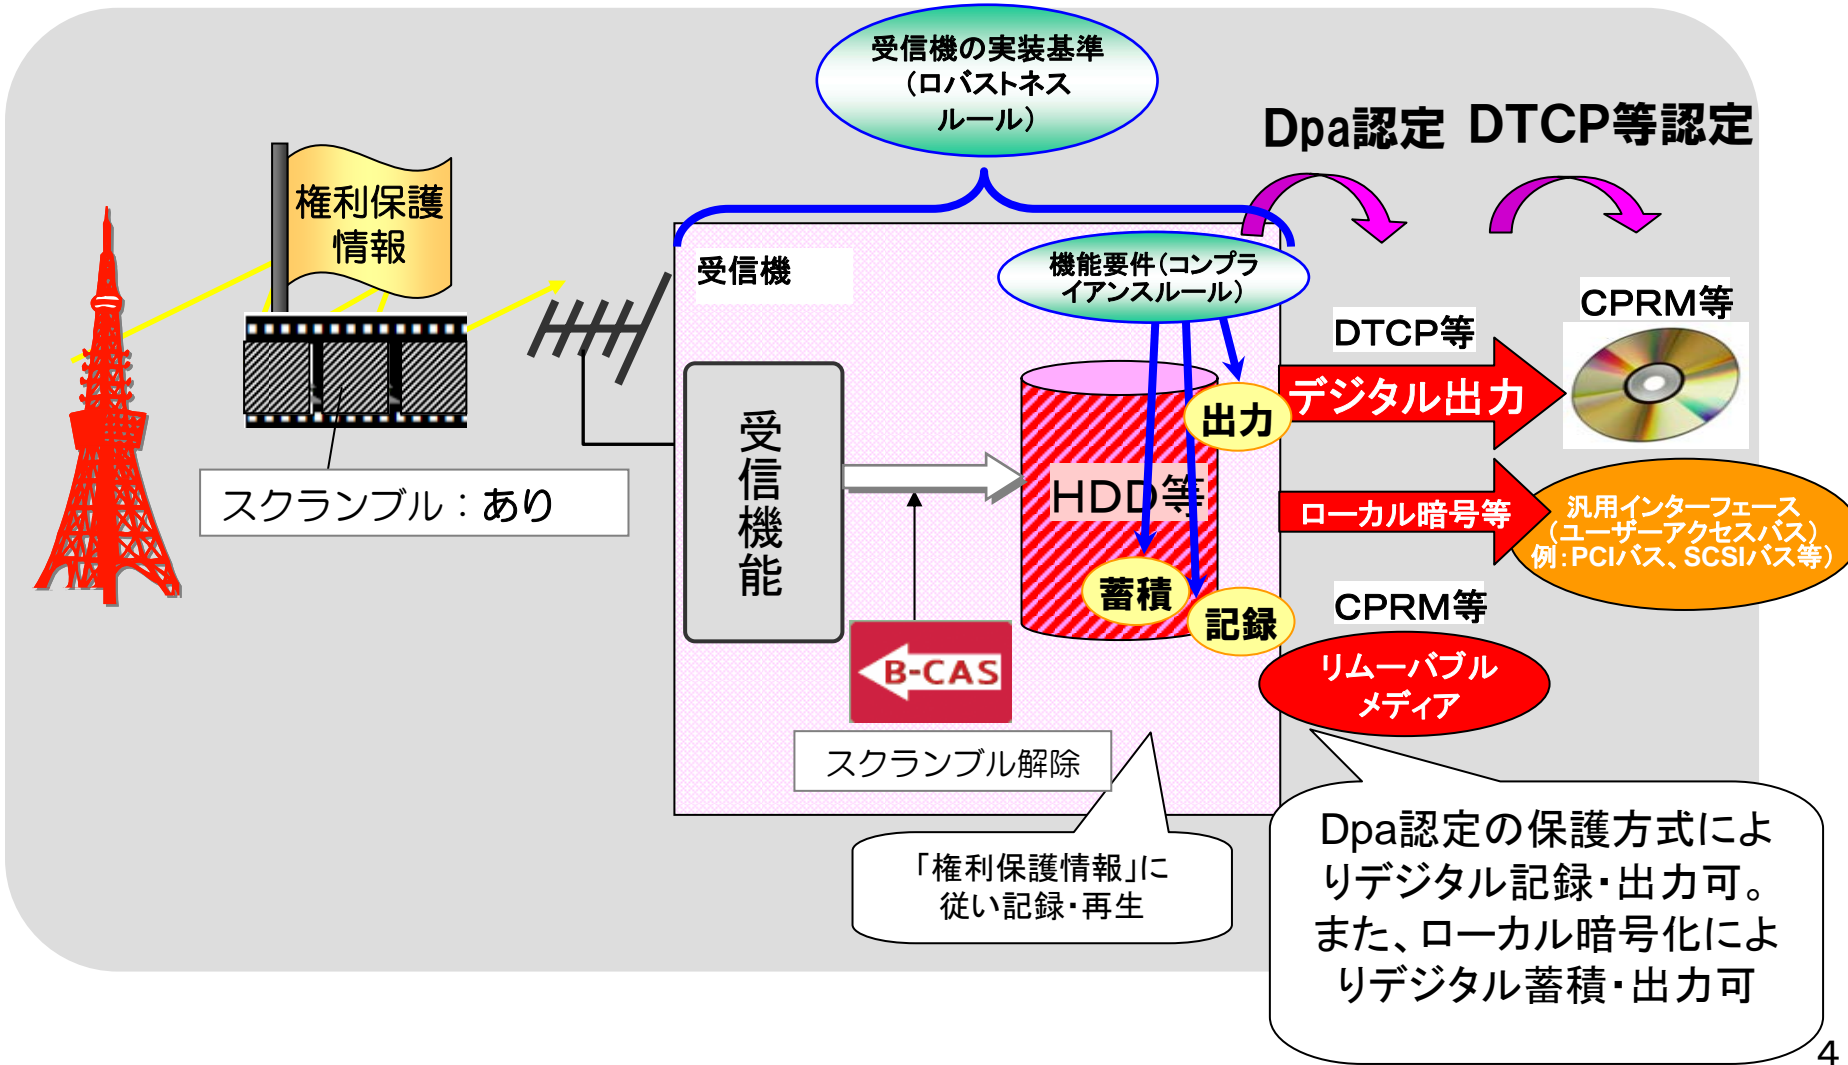 受信機の実装基準
（ロバストネス
ルール）
Dpa認定
DTCP等認定
権利保護
情報
受信機
機能要件（コンプラ
イアンスルール）
CPRM等
DTCP等
デジタル出力
出力
受信機能
HDD等
スクランブル：あり
ローカル暗号等
汎用インターフェース
（ユーザーアクセスバス）
例：PCIバス、SCSIバス等）
蓄積
記録
CPRM等
B-CAS
リムーバブル
メディア
スクランブル解除
「権利保護情報」に
従い記録・再生
Dpa認定の保護方式によ
りデジタル記録・出力可。
また、ローカル暗号化によ
りデジタル蓄積・出力可
4